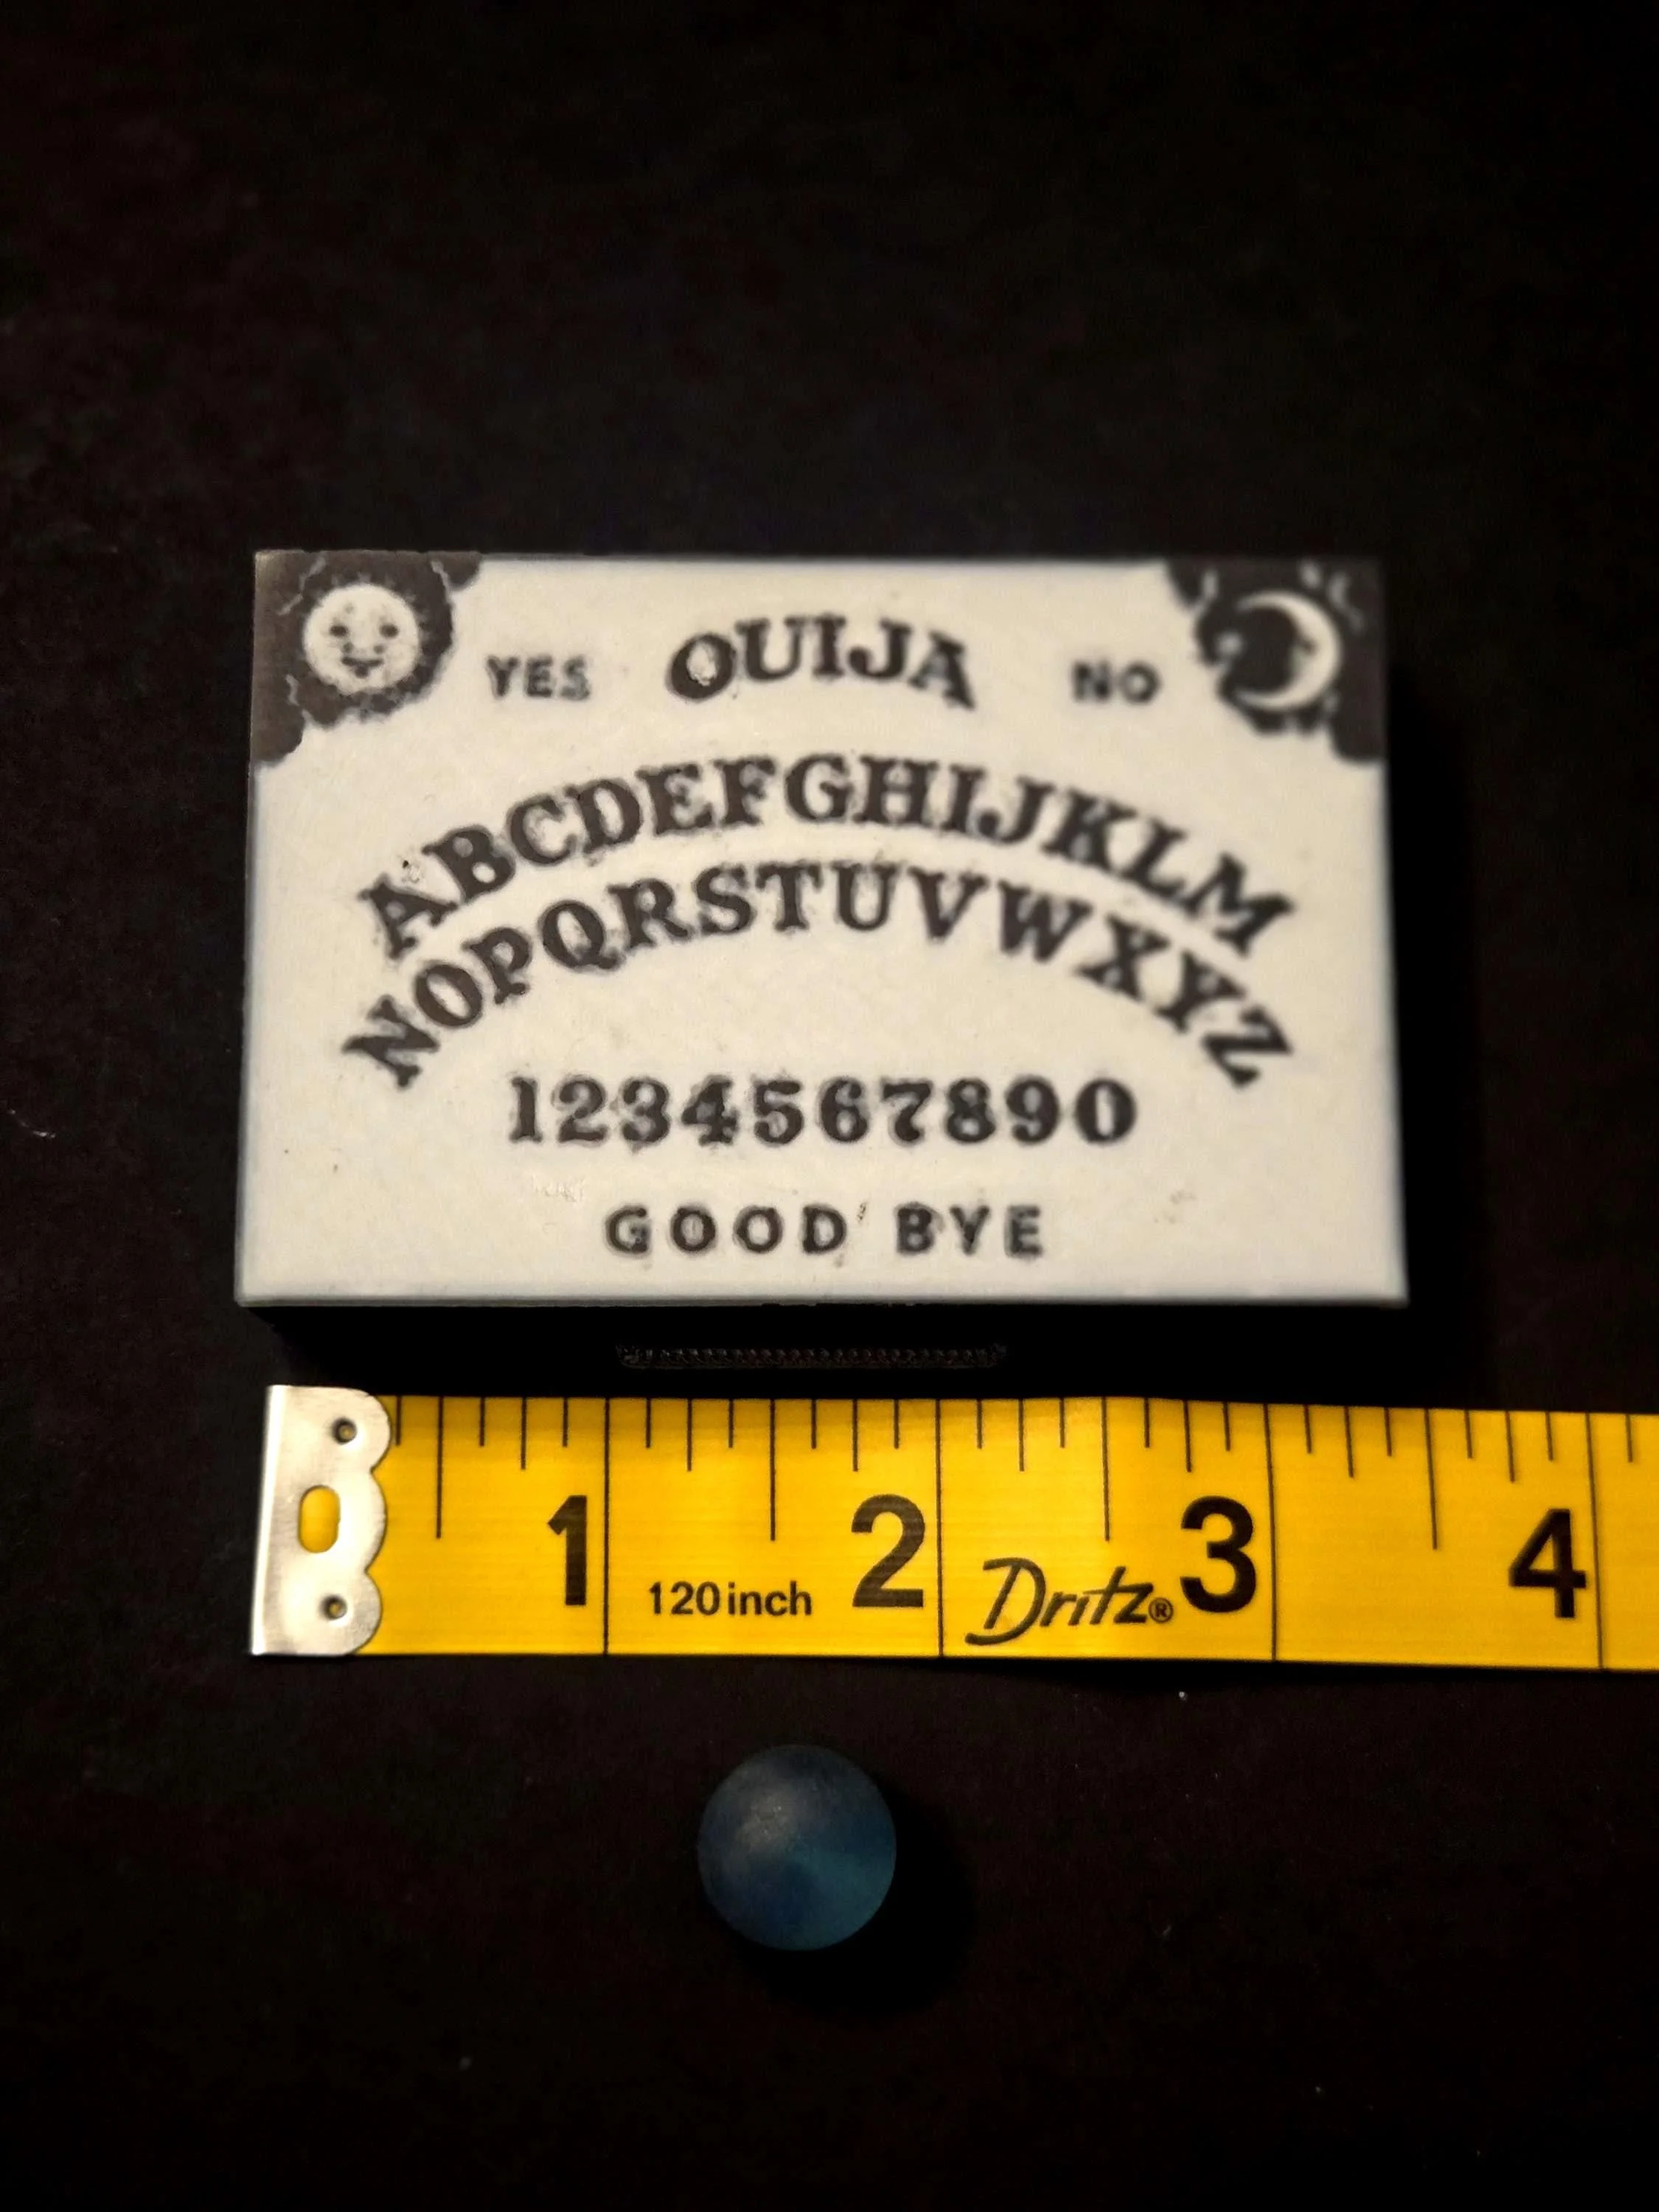 YES OUIJA NO
ABCDEFGHIJKLM
NOPQRSTUVWXYZ
1234567890
GOOD BYE
1 2 3 4
120inch Dritz®